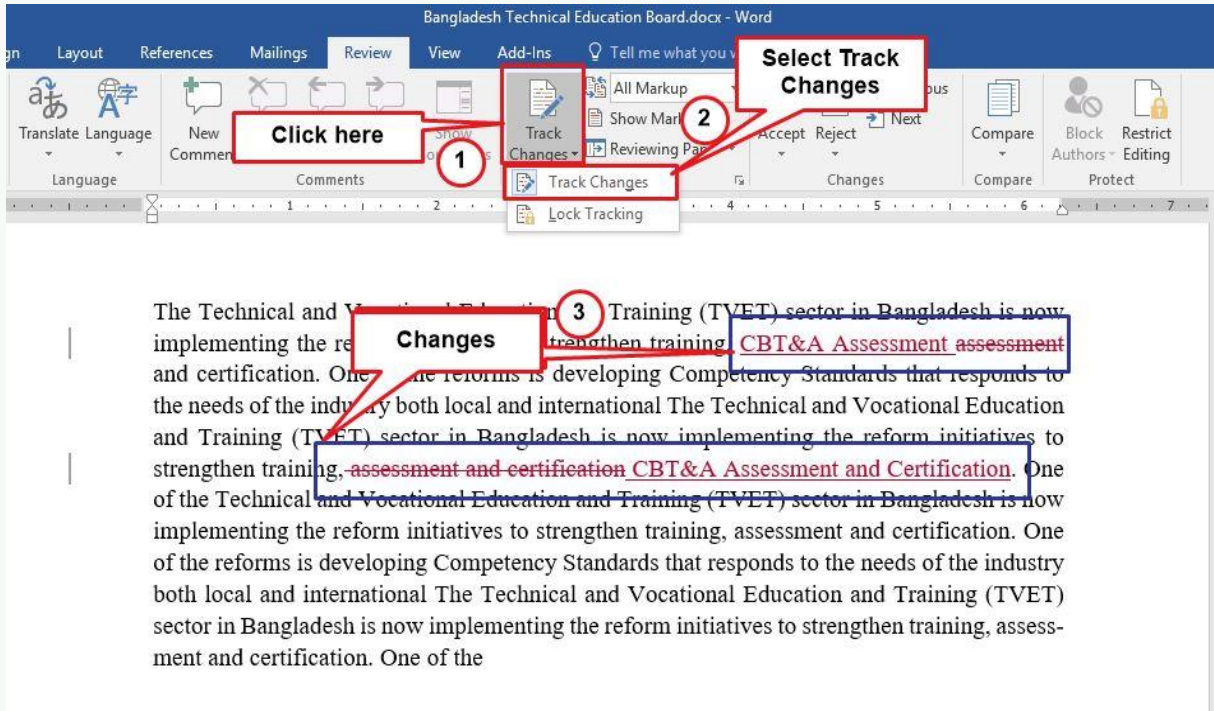 Bangladesh Technical Education Board.docx - Word
Layout References Mailings Review View Add-Ins Tell me what you
Select Track
Changes
Translate Language
New
Click here
1
Track
Changes
All Markup
2
Reviewing
Accept Reject
Next
Compare
Block
Authors
Restrict
Editing
Language Comments Changes Compare Protect
Track Changes
Lock Tracking
1 2 4 5 6 7
The Technical and 3 Training (TVET) sector in Bangladesh is now
implementing the Changes strengthen training CBT&A Assessment assessment
and certification. reforms is developing Competency Standards that responds to
the needs of the industry both local and international The Technical and Vocational Education
and Training (TVET) sector in Bangladesh is now implementing the reform initiatives to
strengthen training, assessment and certification CBT&A Assessment and Certification. One
of the Technical and Vocational Education and Training (TVET) sector in Bangladesh is now
implementing the reform initiatives to strengthen training, assessment and certification. One
of the reforms is developing Competency Standards that responds to the needs of the industry
both local and international The Technical and Vocational Education and Training (TVET)
sector in Bangladesh is now implementing the reform initiatives to strengthen training, assess-
ment and certification. One of the